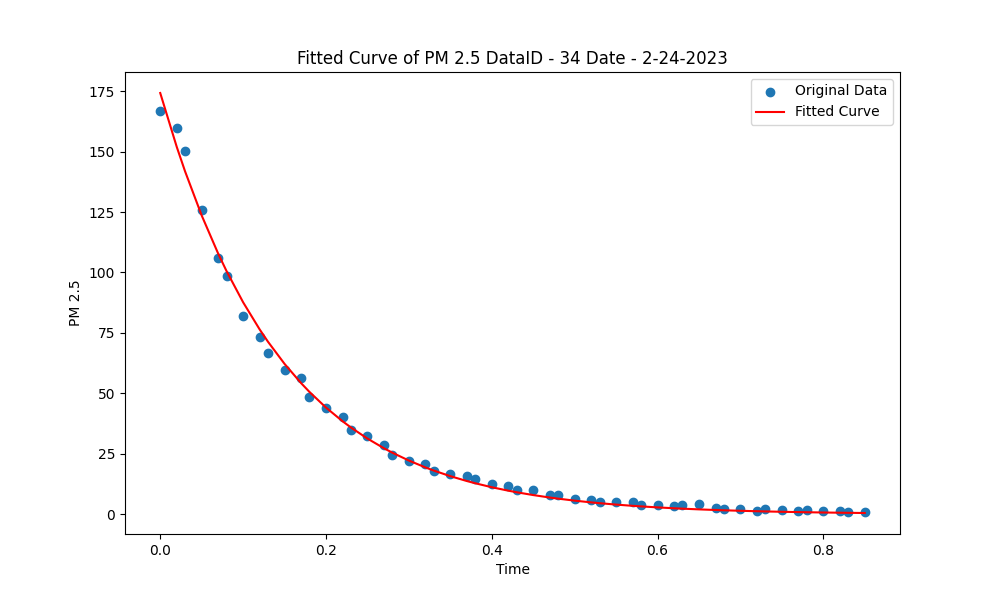 Fitted Curve of PM 2.5 DataID - 34 Date - 2-24-2023
Original Data
Fitted Curve
175
150
125
100
75
50
25
0
PM 2.5
0.0 0.2 0.4 0.6 0.8
Time